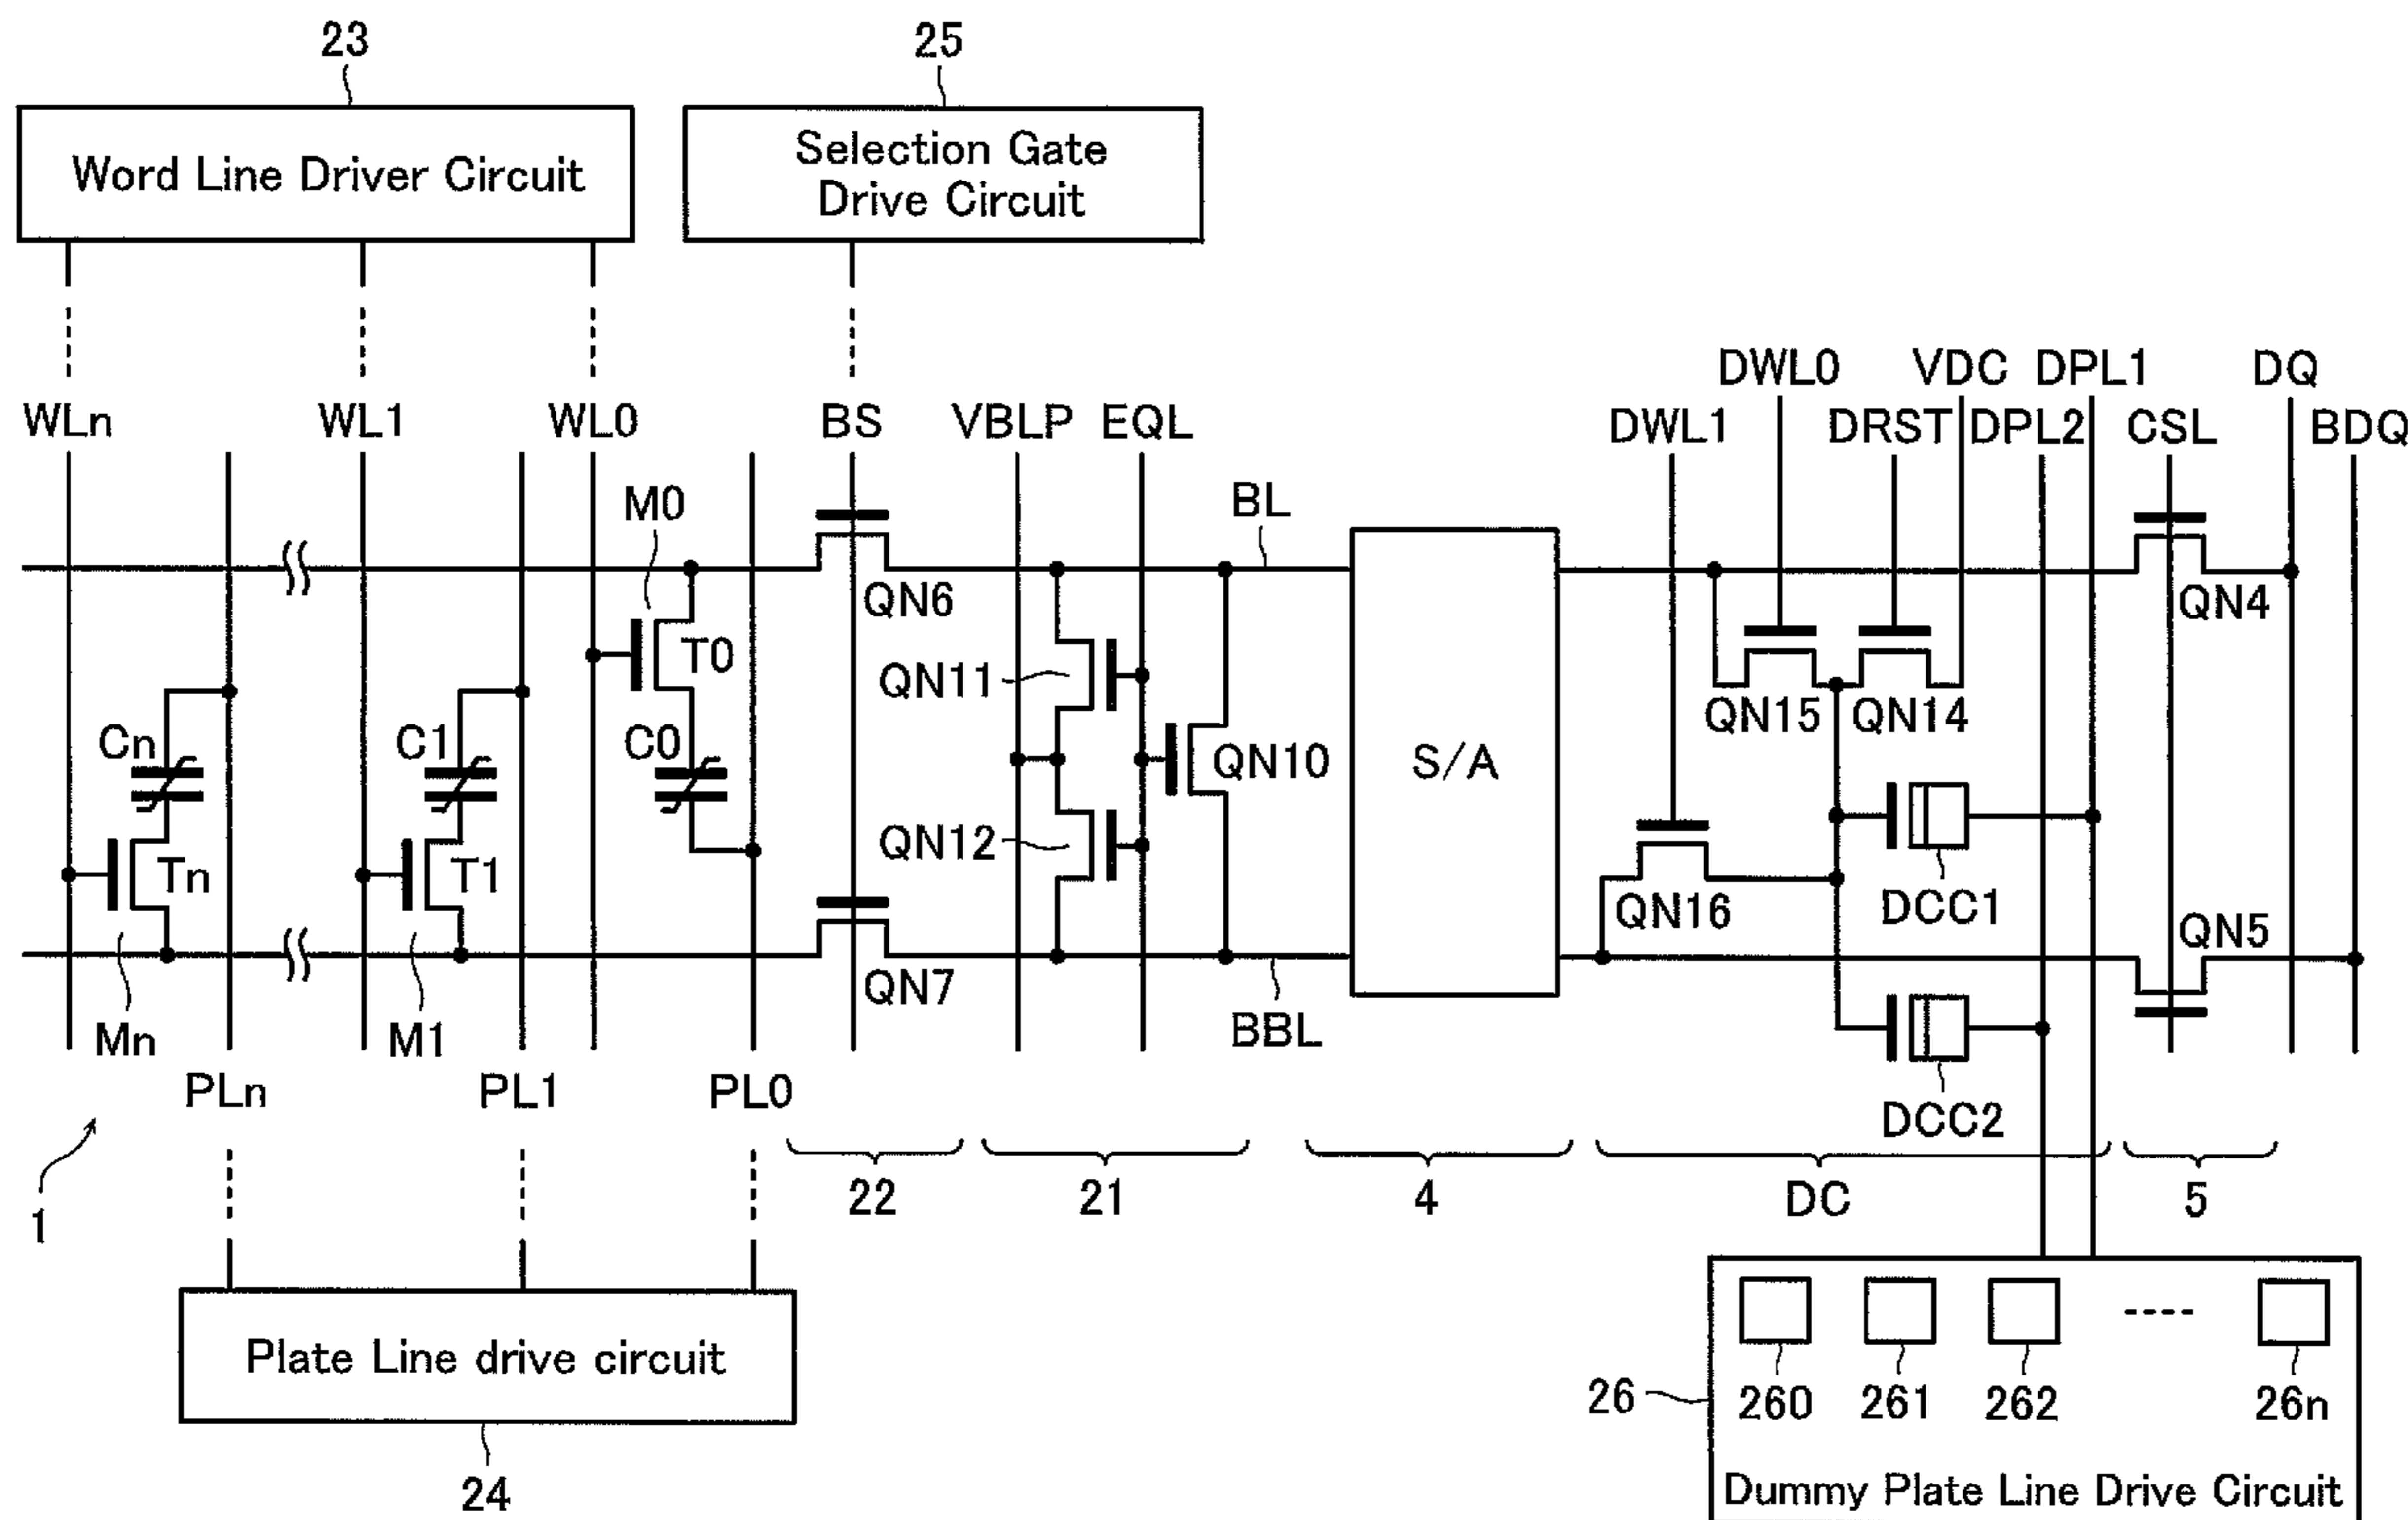 23
25
Word Line Driver Circuit
Selection Gate
Drive Circuit
DWL0
VDC
DPL1
DQ
WLn
WL1
WL0
BS
VBLP
EQL
DWL1
DRST
DPL2
CSL
BDQ
M0
BL
QN6
QN4
T0
QN11
QN15
QN14
Cn
C1
C0
QN10
S/A
QN12
Tn
T1
QN16
DCC1
QN5
QN7
Mn
M1
BBL
PLn
PL1
PL0
DCC2
1
22
21
4
DC
5
Plate Line drive circuit
24
26
260
261
262
26n
Dummy Plate Line Drive Circuit